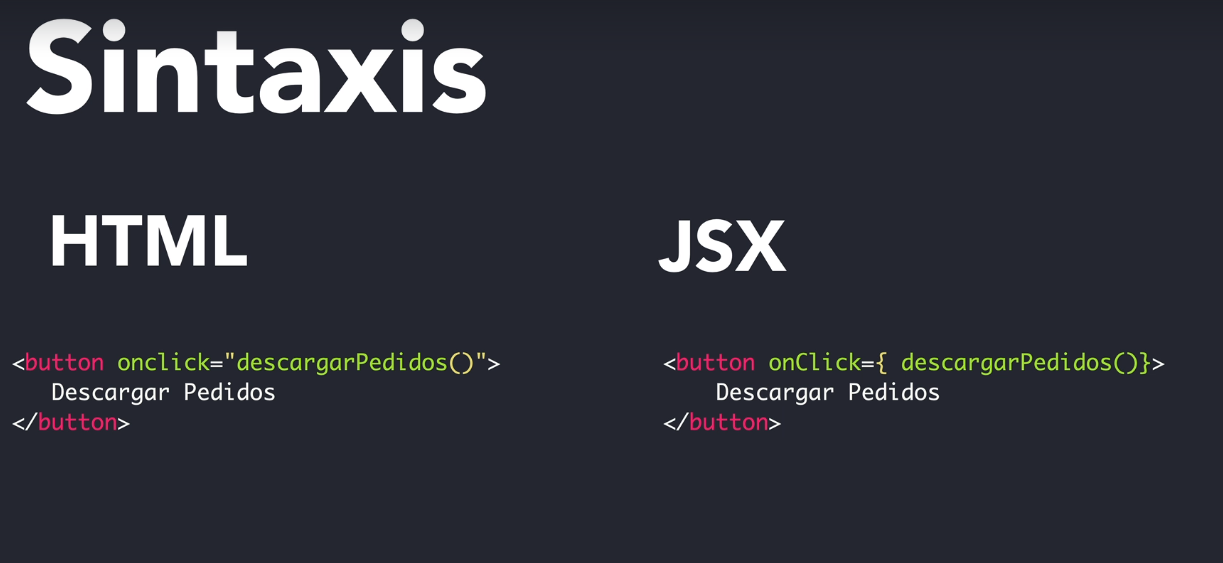 Sintaxis
HTML
<button onclick="descargarPedidos()">
Descargar Pedidos
</button>
JSX
<button onClick={ descargarPedidos()}>
Descargar Pedidos
</button>